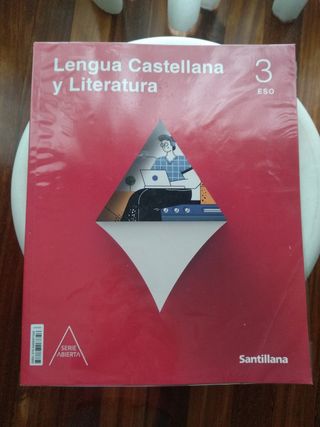 Lengua Castellana
y Literatura
3
ESO
SERIE
ABIERTA
Santillana